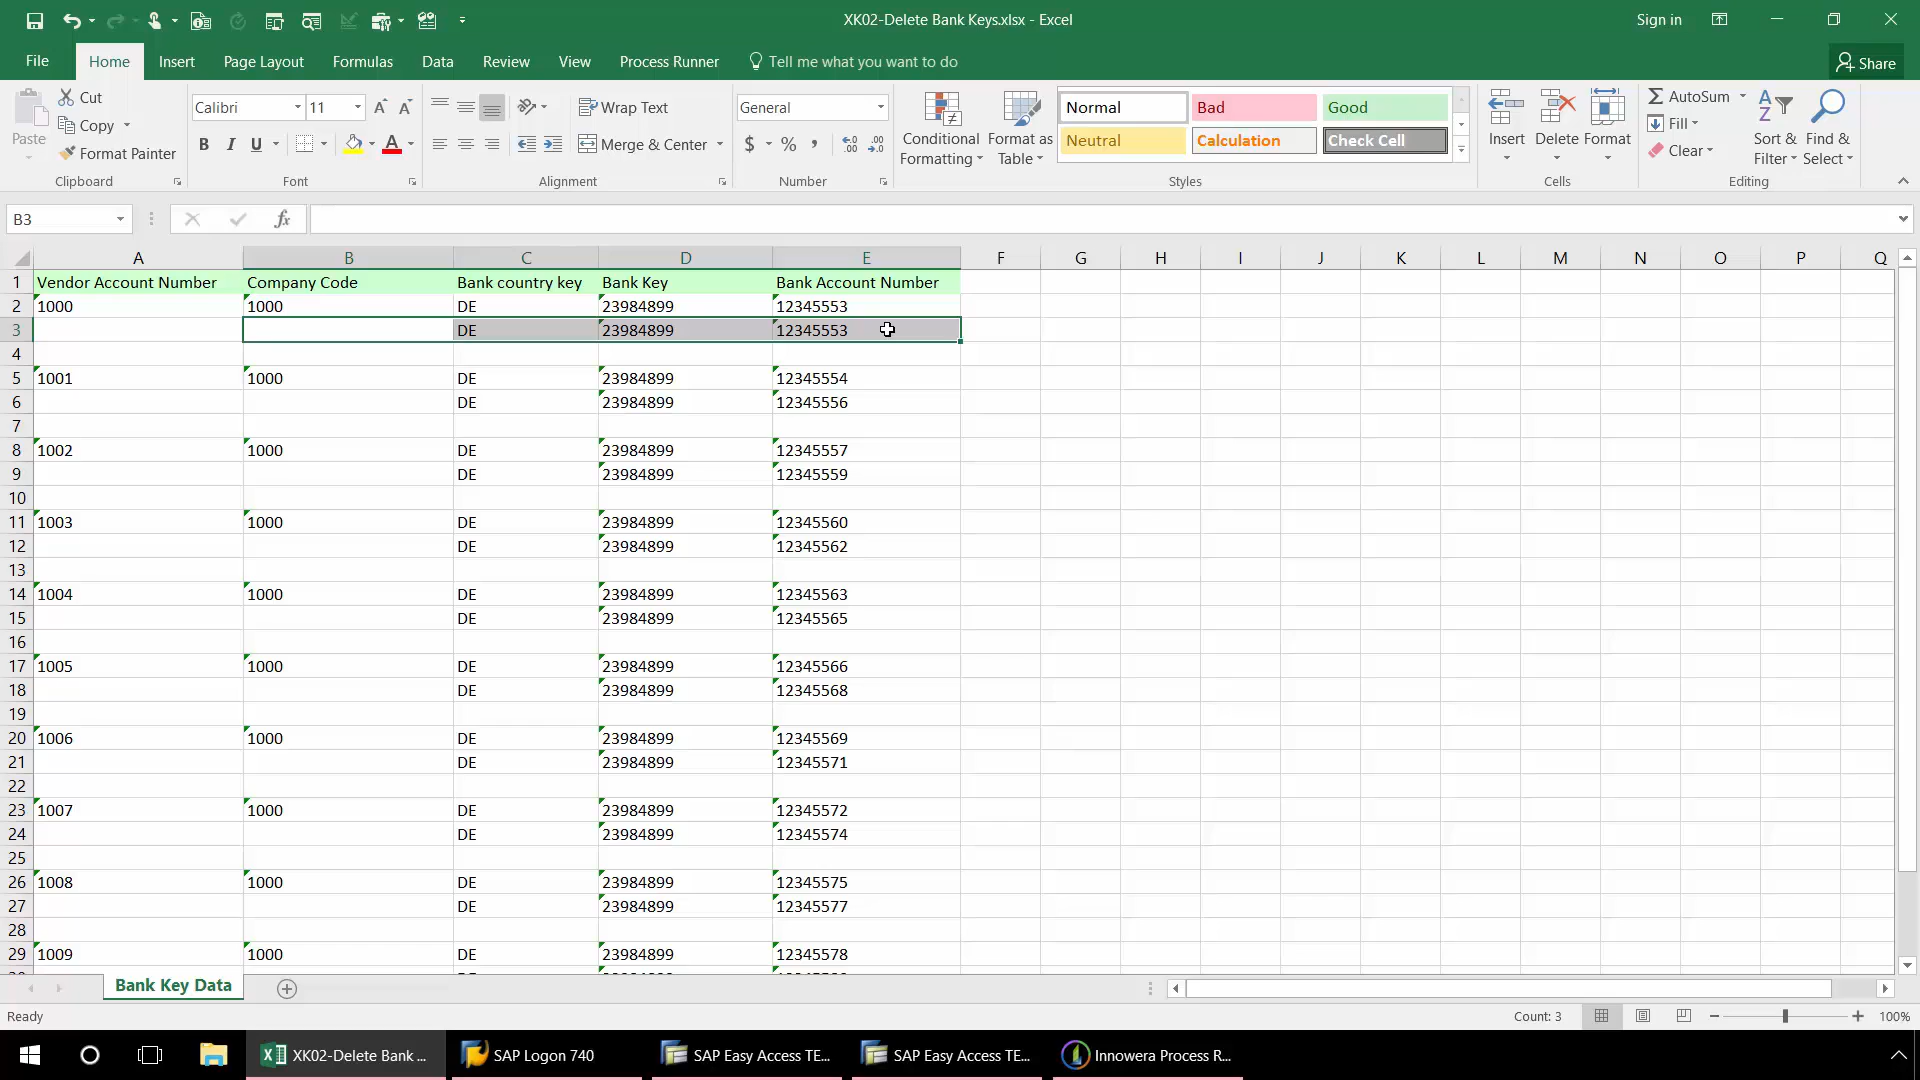 XK02-Delete Bank Keys.xlsx - Excel
Sign in
File Home Insert Page Layout Formulas Data Review View Process Runner Tell me what you want to do
Share
Paste
Cut
Copy
Format Painter
Clipboard
Calibri 11 A A
B I U A
Font
Wrap Text
Merge & Center
Alignment
General
$ % ,
Number
Conditional Formatting
Format as Table
Normal Bad Good
Neutral Calculation Check Cell
Styles
Insert Delete Format
Cells
AutoSum
Fill
Clear
Sort & Filter
Find & Select
Editing
B3 fx
A B C D E F G H I J K L M N O P Q
1 Vendor Account Number Company Code Bank country key Bank Key Bank Account Number
2 1000 1000 DE 23984899 12345553
3 DE 23984899 12345553
4
5 1001 1000 DE 23984899 12345554
6 DE 23984899 12345556
7
8 1002 1000 DE 23984899 12345557
9 DE 23984899 12345559
10
11 1003 1000 DE 23984899 12345560
12 DE 23984899 12345562
13
14 1004 1000 DE 23984899 12345563
15 DE 23984899 12345565
16
17 1005 1000 DE 23984899 12345566
18 DE 23984899 12345568
19
20 1006 1000 DE 23984899 12345569
21 DE 23984899 12345571
22
23 1007 1000 DE 23984899 12345572
24 DE 23984899 12345574
25
26 1008 1000 DE 23984899 12345575
27 DE 23984899 12345577
28
29 1009 1000 DE 23984899 12345578
Bank Key Data
Ready
Count: 3
100%
XK02-Delete Bank ...
SAP Logon 740
SAP Easy Access TE...
SAP Easy Access TE...
Innowera Process R...